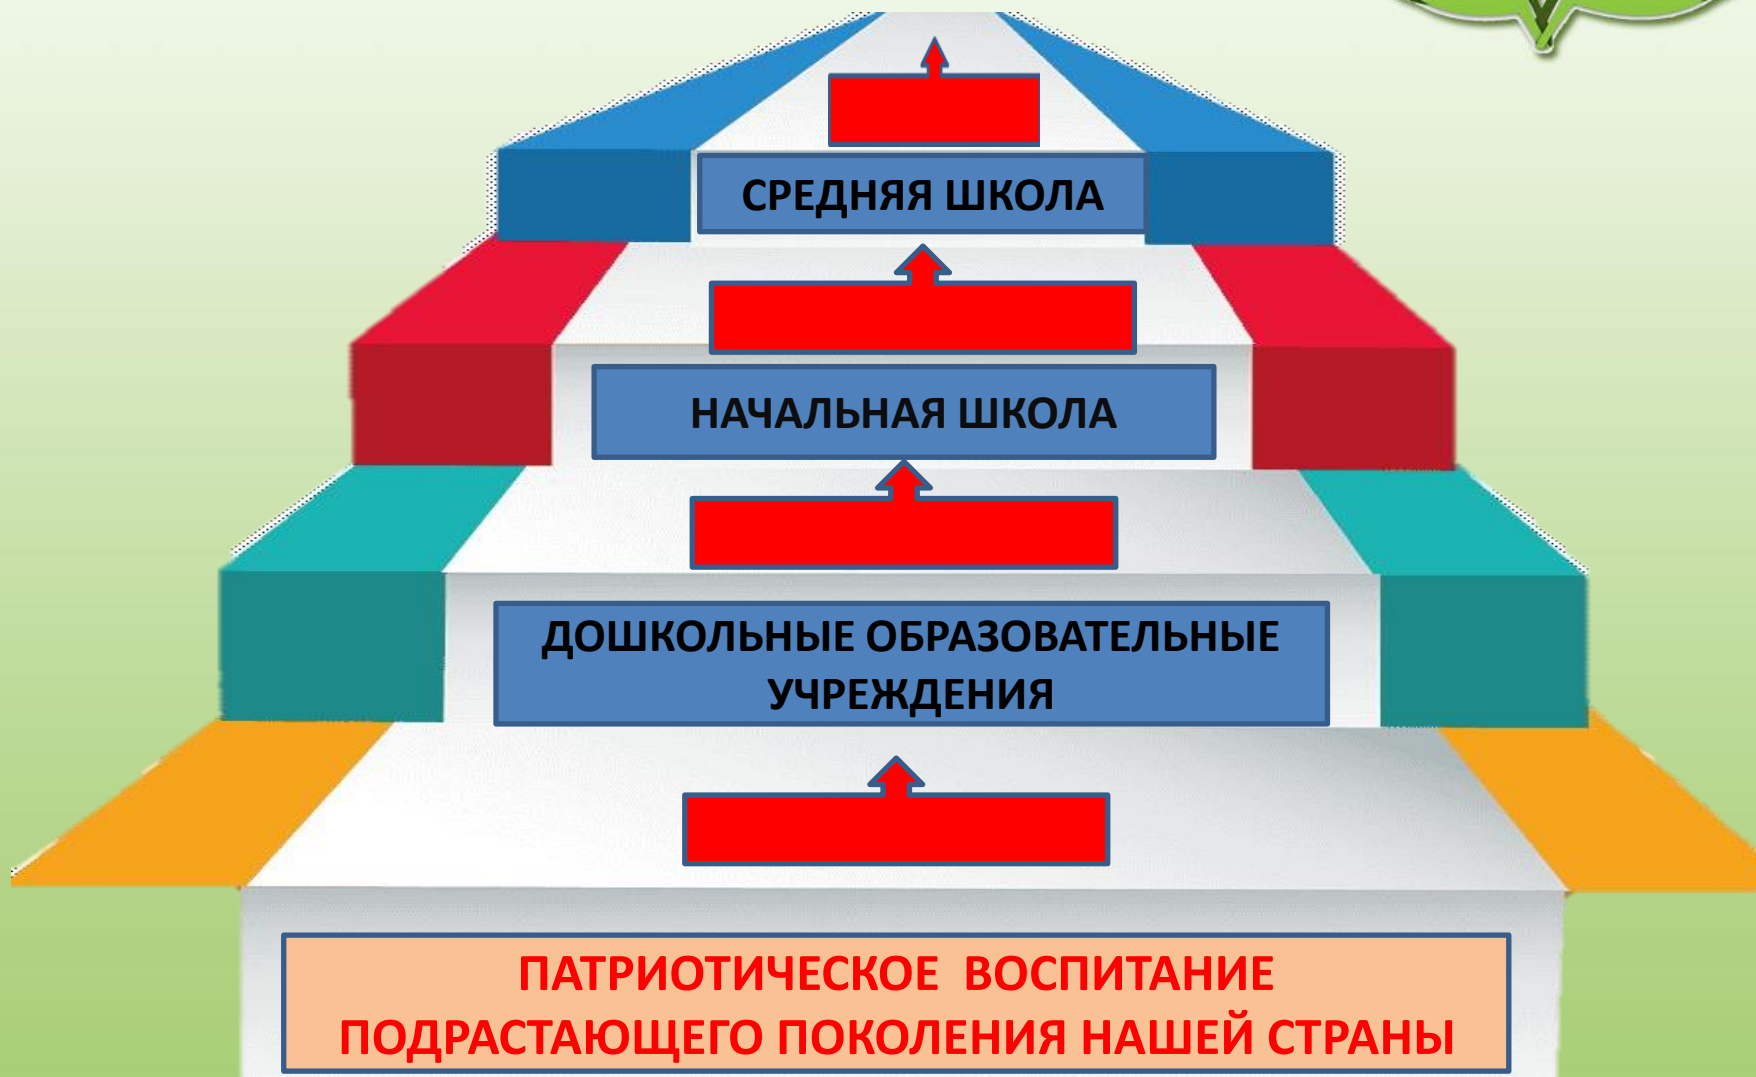 СРЕДНЯЯ ШКОЛА
НАЧАЛЬНАЯ ШКОЛА
ДОШКОЛЬНЫЕ ОБРАЗОВАТЕЛЬНЫЕ
УЧРЕЖДЕНИЯ
ПАТРИОТИЧЕСКОЕ ВОСПИТАНИЕ
ПОДРАСТАЮЩЕГО ПОКОЛЕНИЯ НАШЕЙ СТРАНЫ